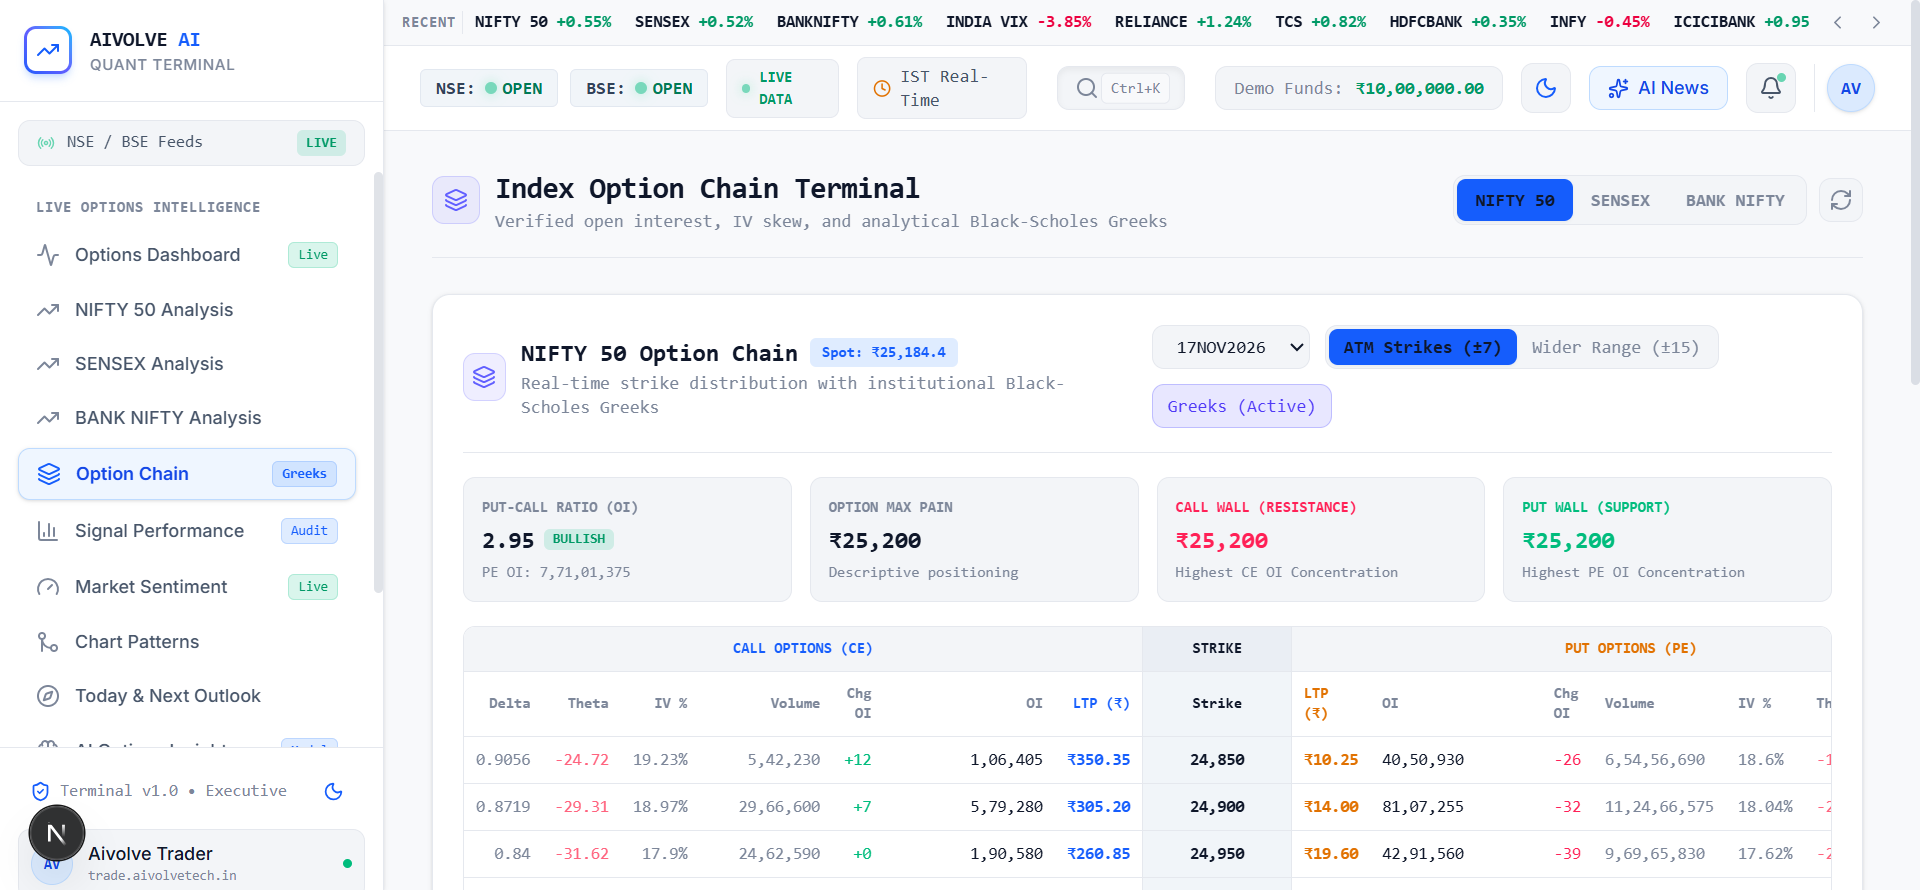 AIVOLVE AI
QUANT TERMINAL
NSE / BSE Feeds LIVE
LIVE OPTIONS INTELLIGENCE
Options Dashboard Live
NIFTY 50 Analysis
SENSEX Analysis
BANK NIFTY Analysis
Option Chain Greeks
Signal Performance Audit
Market Sentiment Live
Chart Patterns
Today & Next Outlook
Terminal v1.0 • Executive
N
AV
Aivolve Trader
trade.aivolvetech.in
RECENT NIFTY 50 +0.55% SENSEX +0.52% BANKNIFTY +0.61% INDIA VIX -3.85% RELIANCE +1.24% TCS +0.82% HDFCBANK +0.35% INFY -0.45% ICICIBANK +0.95
NSE: OPEN BSE: OPEN LIVE DATA IST Real-Time Ctrl+K Demo Funds: ₹10,00,000.00 AI News AV
Index Option Chain Terminal
Verified open interest, IV skew, and analytical Black-Scholes Greeks
NIFTY 50 SENSEX BANK NIFTY
NIFTY 50 Option Chain Spot: ₹25,184.4
Real-time strike distribution with institutional Black-
Scholes Greeks
17NOV2026 ATM Strikes (±7) Wider Range (±15)
Greeks (Active)
PUT-CALL RATIO (OI)
2.95 BULLISH
PE OI: 7,71,01,375
OPTION MAX PAIN
₹25,200
Descriptive positioning
CALL WALL (RESISTANCE)
₹25,200
Highest CE OI Concentration
PUT WALL (SUPPORT)
₹25,200
Highest PE OI Concentration
CALL OPTIONS (CE) STRIKE PUT OPTIONS (PE)
Delta Theta IV % Volume Chg OI OI LTP (₹) Strike LTP (₹) OI Chg OI Volume IV % Th
0.9056 -24.72 19.23% 5,42,230 +12 1,06,405 ₹350.35 24,850 ₹10.25 40,50,930 -26 6,54,56,690 18.6% -1
0.8719 -29.31 18.97% 29,66,600 +7 5,79,280 ₹305.20 24,900 ₹14.00 81,07,255 -32 11,24,66,575 18.04% -2
0.84 -31.62 17.9% 24,62,590 +0 1,90,580 ₹260.85 24,950 ₹19.60 42,91,560 -39 9,69,65,830 17.62% -2